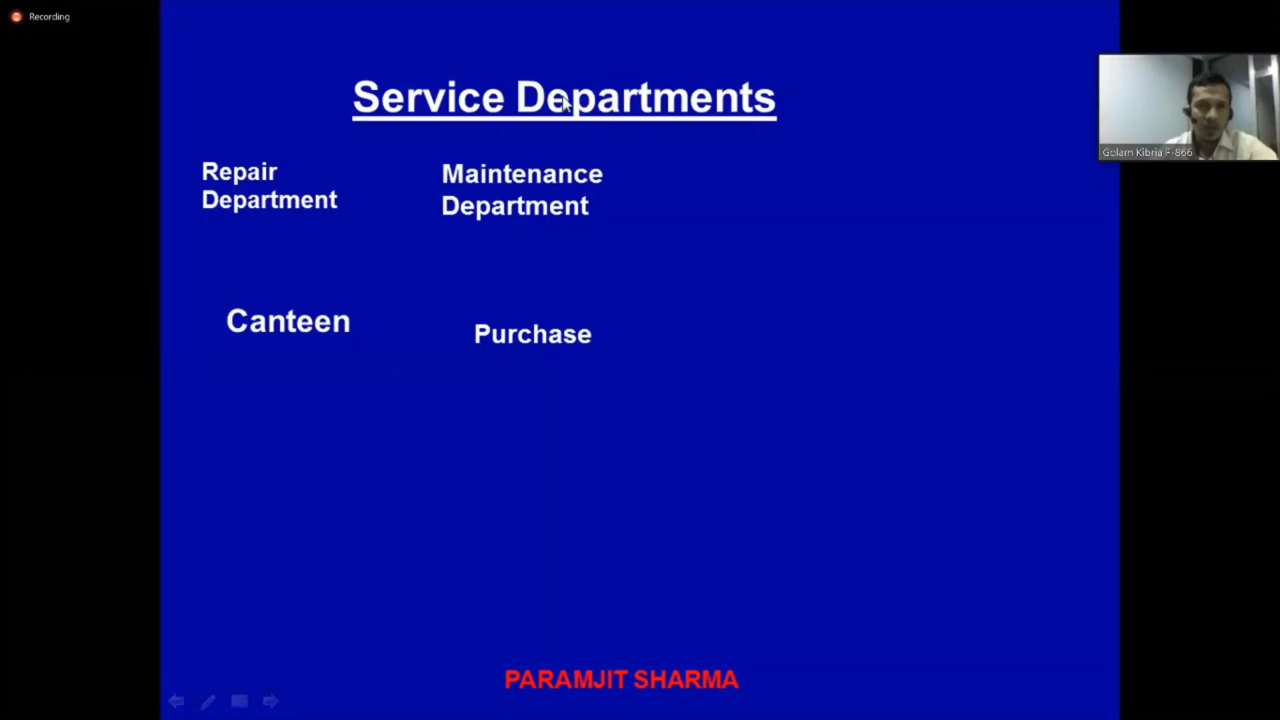 Recording
Service Departments
Repair
Department
Maintenance
Department
Canteen
Purchase
Golam Kibria F-866
PARAMJIT SHARMA